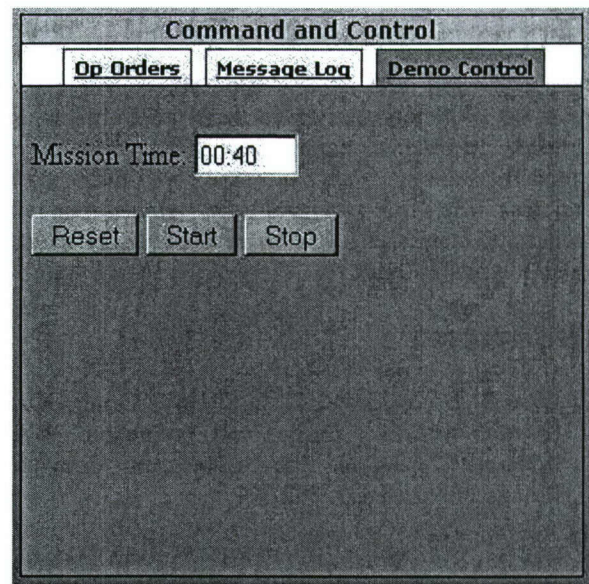 Command and Control
Op Orders Message Log Demo Control
Mission Time: 00:40
Reset Start Stop